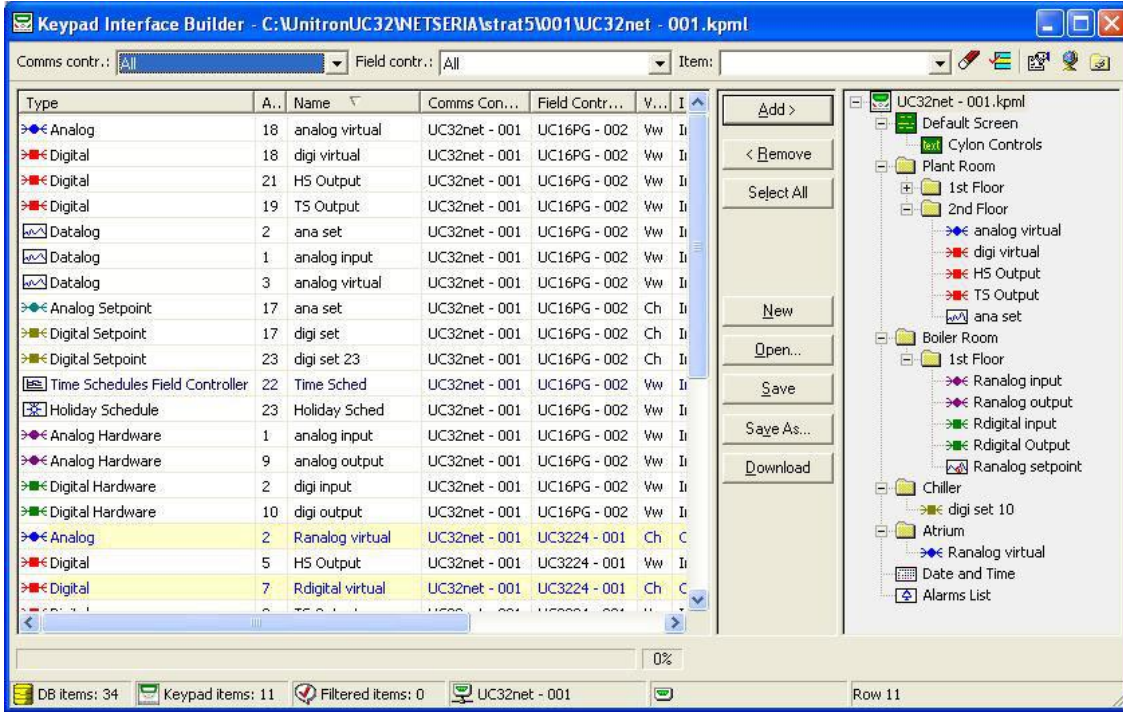 Keypad Interface Builder - C:\UnitronUC32\NETSERIA\strat5\001\UC32net - 001.kpml
Comms contr.: All Field contr.: All Item:
Type A.. Name Comms Con... Field Contr... V... I
Analog 18 analog virtual UC32net - 001 UC16PG - 002 Vw
Digital 18 digi virtual UC32net - 001 UC16PG - 002 Vw
Digital 21 HS Output UC32net - 001 UC16PG - 002 Vw
Digital 19 TS Output UC32net - 001 UC16PG - 002 Vw
Datalog 2 ana set UC32net - 001 UC16PG - 002 Vw
Datalog 1 analog input UC32net - 001 UC16PG - 002 Vw
Datalog 3 analog virtual UC32net - 001 UC16PG - 002 Vw
Analog Setpoint 17 ana set UC32net - 001 UC16PG - 002 Ch
Digital Setpoint 17 digi set UC32net - 001 UC16PG - 002 Ch
Digital Setpoint 23 digi set 23 UC32net - 001 UC16PG - 002 Ch
Time Schedules Field Controller 22 Time Sched UC32net - 001 UC16PG - 002 Vw
Holiday Schedule 23 Holiday Sched UC32net - 001 UC16PG - 002 Vw
Analog Hardware 1 analog input UC32net - 001 UC16PG - 002 Vw
Analog Hardware 9 analog output UC32net - 001 UC16PG - 002 Vw
Digital Hardware 2 digi input UC32net - 001 UC16PG - 002 Vw
Digital Hardware 10 digi output UC32net - 001 UC16PG - 002 Vw
Analog 2 Ranalog virtual UC32net - 001 UC3224 - 001 Ch
Digital 5 HS Output UC32net - 001 UC3224 - 001 Vw
Digital 7 Rdigital virtual UC32net - 001 UC3224 - 001 Ch
Add >
< Remove
Select All
New
Open...
Save
Save As...
Download
UC32net - 001.kpml
Default Screen
text Cylon Controls
Plant Room
1st Floor
2nd Floor
analog virtual
digi virtual
HS Output
TS Output
ana set
Boiler Room
1st Floor
Ranalog input
Ranalog output
Rdigital input
Rdigital Output
Ranalog setpoint
Chiller
digi set 10
Atrium
Ranalog virtual
Date and Time
Alarms List
0%
DB items: 34 Keypad items: 11 Filtered items: 0 UC32net - 001 Row 11